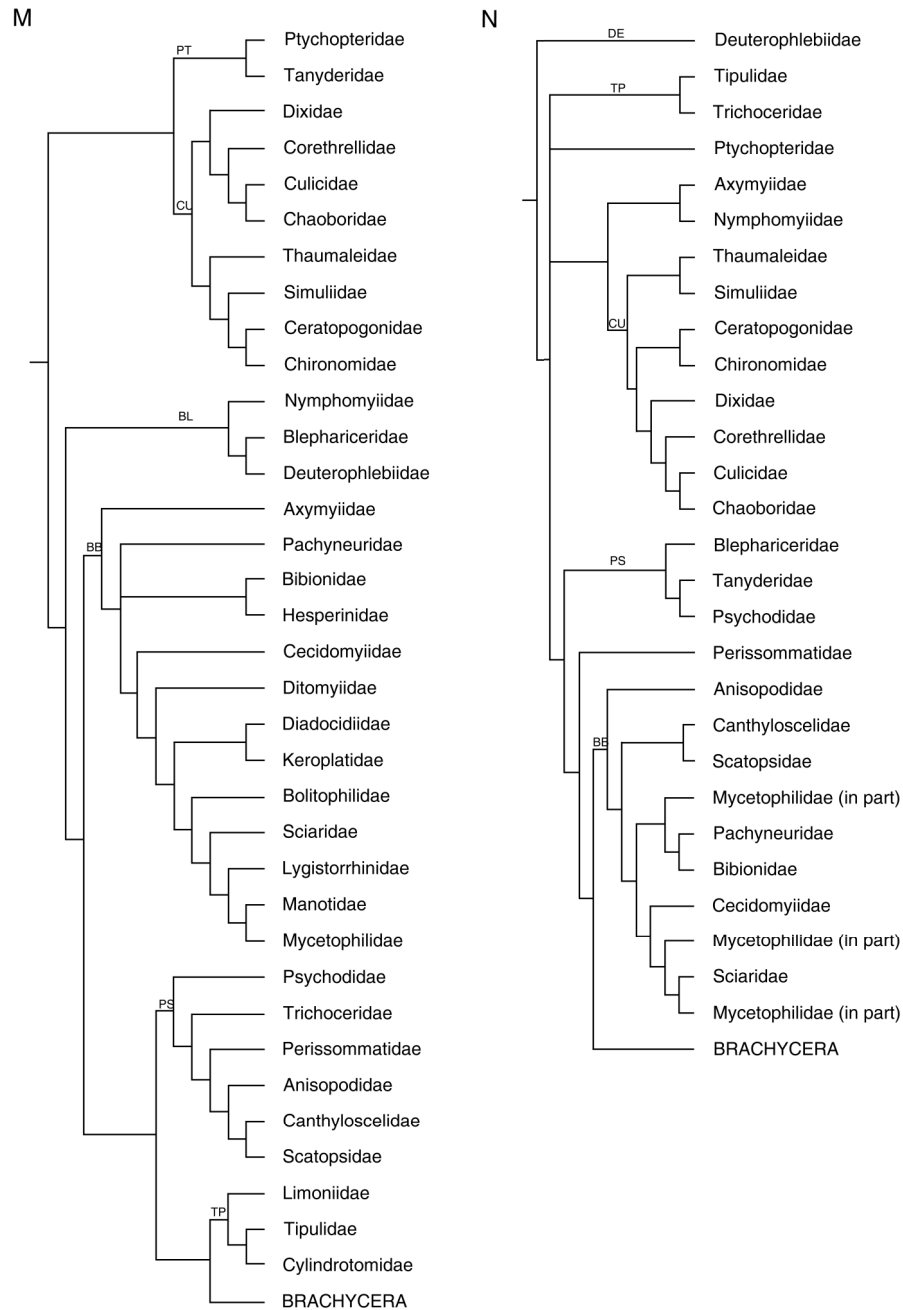 M
PT
Ptychopteridae
Tanyderidae
Dixidae
Corethrellidae
CU
Culicidae
Chaoboridae
Thaumaleidae
Simuliidae
Ceratopogonidae
Chironomidae
BL
Nymphomyiidae
Blephariceridae
Deuterophlebiidae
Axymyiidae
BB
Pachyneuridae
Bibionidae
Hesperinidae
Cecidomyiidae
Ditomyiidae
Diadocidiidae
Keroplatidae
Bolitophilidae
Sciaridae
Lygistorrhinidae
Manotidae
Mycetophilidae
Psychodidae
PS
Trichoceridae
Perissommatidae
Anisopodidae
Canthyloscelidae
Scatopsidae
Limoniidae
TP
Tipulidae
Cylindrotomidae
BRACHYCERA
N
DE
Deuterophlebiidae
Tipulidae
TP
Trichoceridae
Ptychopteridae
Axymyiidae
Nymphomyiidae
Thaumaleidae
Simuliidae
CU
Ceratopogonidae
Chironomidae
Dixidae
Corethrellidae
Culicidae
Chaoboridae
Blephariceridae
PS
Tanyderidae
Psychodidae
Perissommatidae
Anisopodidae
Canthyloscelidae
BB
Scatopsidae
Mycetophilidae (in part)
Pachyneuridae
Bibionidae
Cecidomyiidae
Mycetophilidae (in part)
Sciaridae
Mycetophilidae (in part)
BRACHYCERA